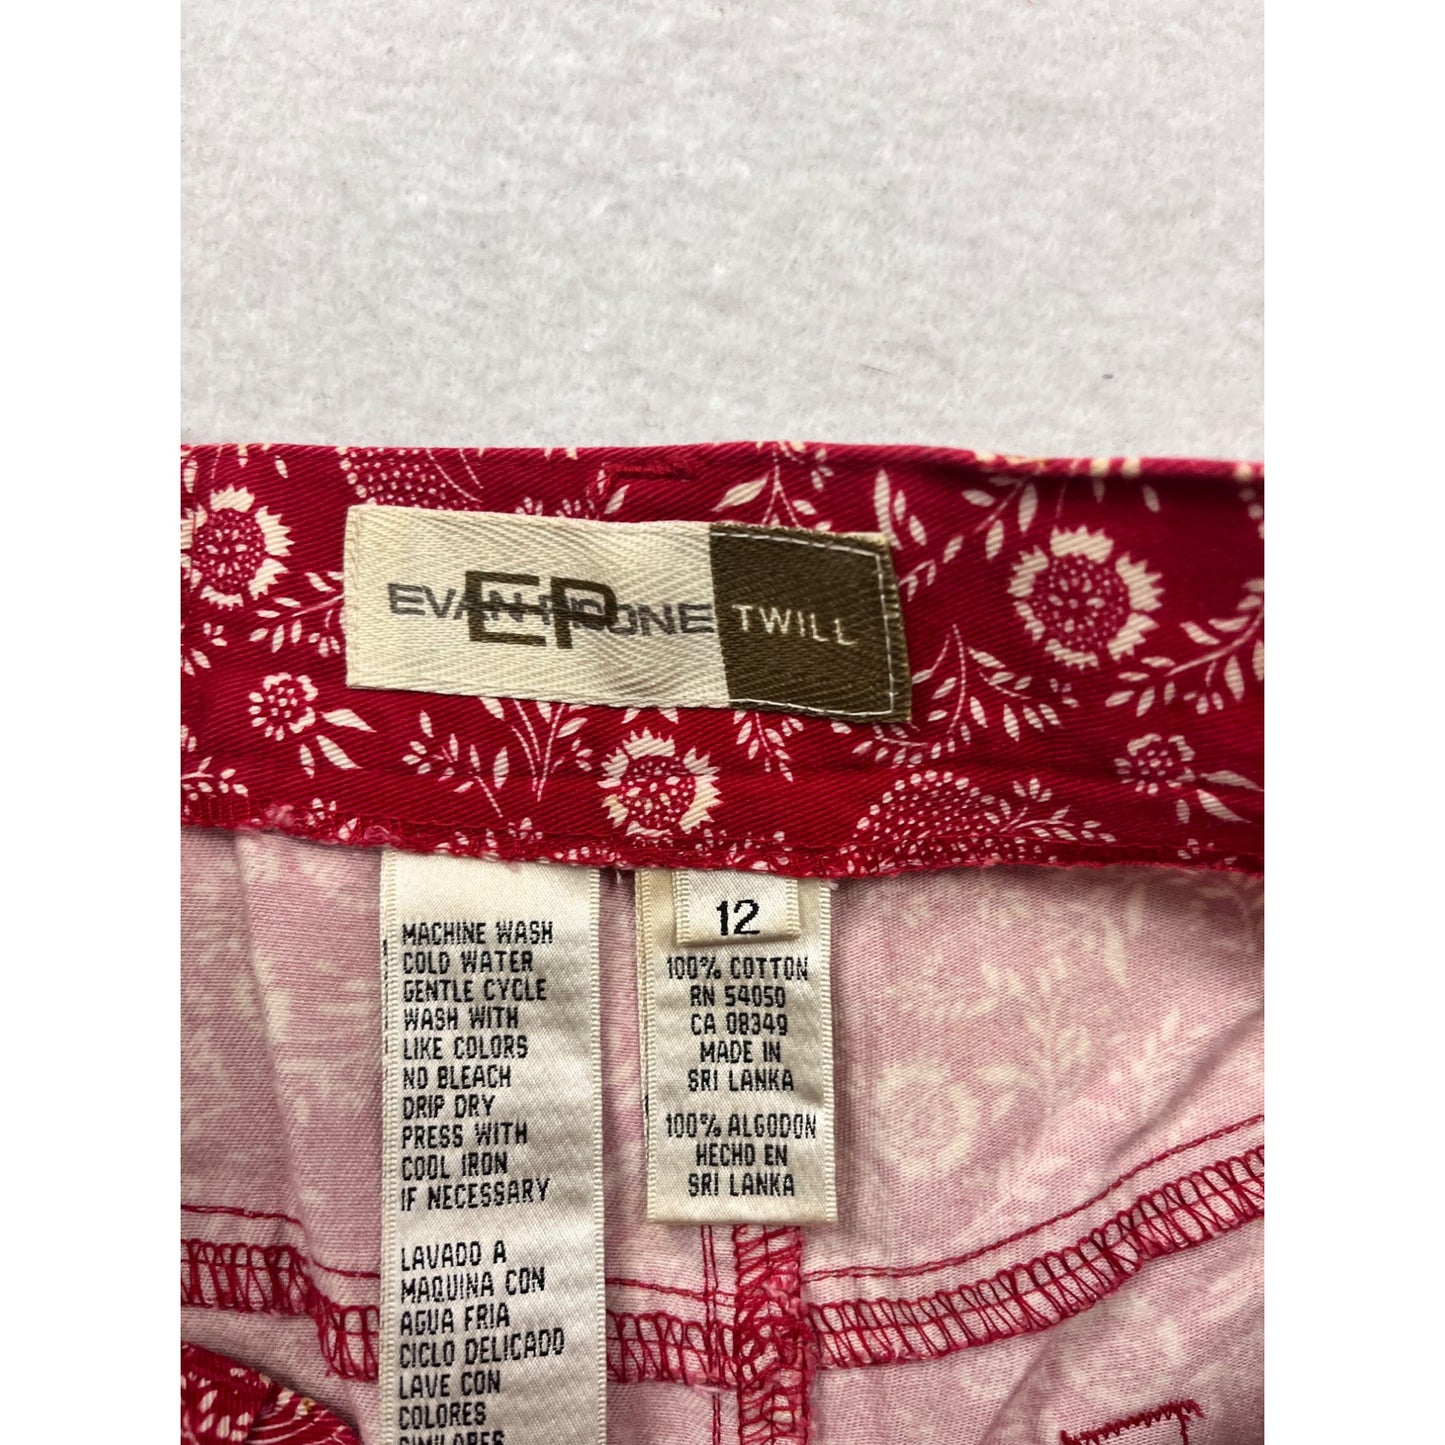 EVAN-PICONE
EP
TWILL
12
100% COTTON
RN 54050
CA 08349
MADE IN
SRI LANKA
100% ALGODON
HECHO EN
SRI LANKA
MACHINE WASH
COLD WATER
GENTLE CYCLE
WASH WITH
LIKE COLORS
NO BLEACH
DRIP DRY
PRESS WITH
COOL IRON
IF NECESSARY
LAVADO A
MAQUINA CON
AGUA FRIA
CICLO DELICADO
LAVE CON
COLORES
SIMILARES